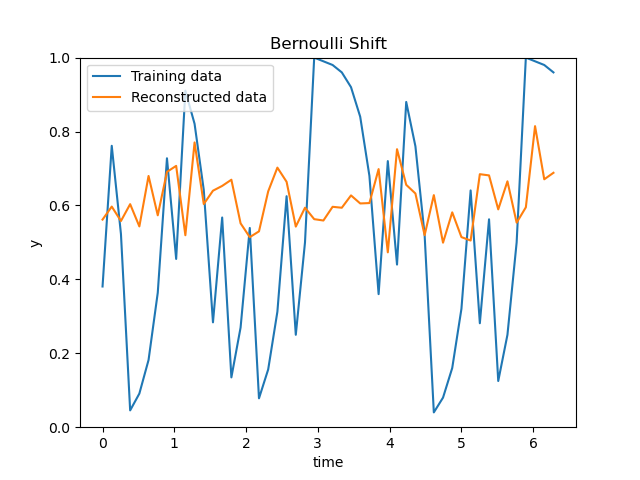 Bernoulli Shift
Training data
Reconstructed data
1.0
0.8
0.6
0.4
0.2
0.0
y
0 1 2 3 4 5 6
time